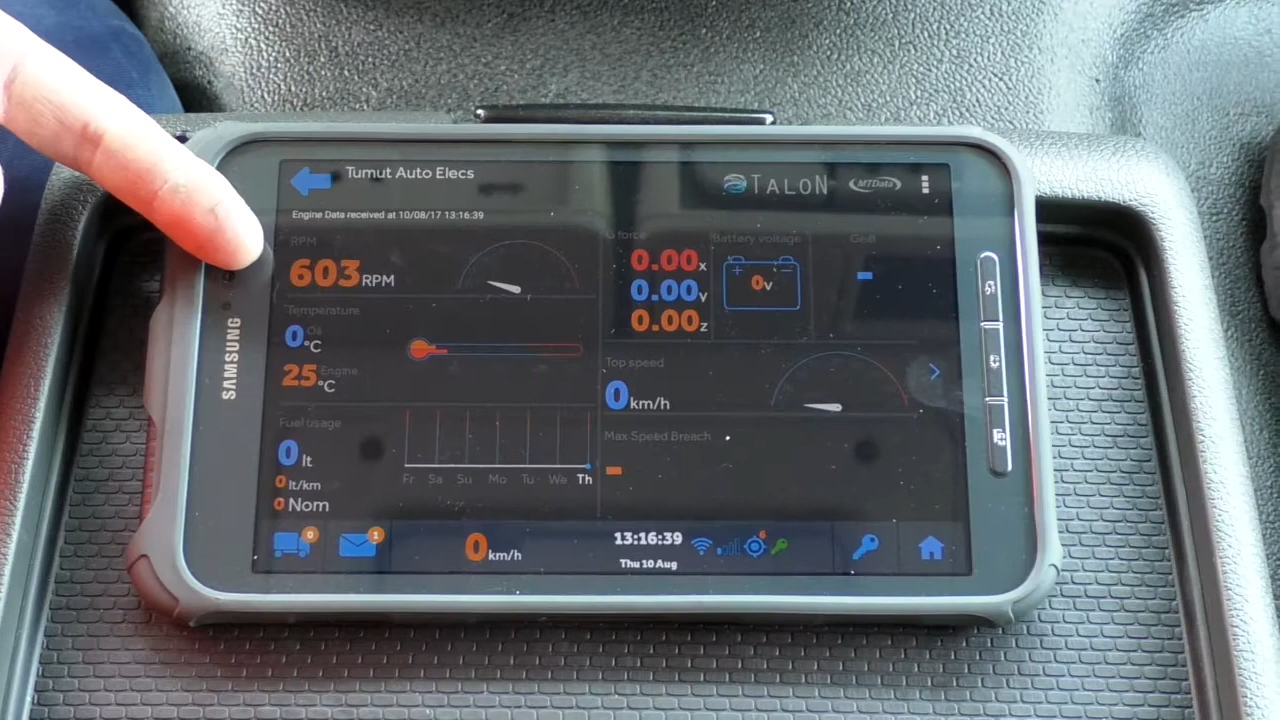 Tumut Auto Elecs
TALON
MTData
Engine Data received at 10/08/17 13:16:39
RPM
603 RPM
Temperature
0 °C Oil
25 °C Engine
Fuel usage
0 lt
0 lt/km
0 Nom
Fr Sa Su Mo Tu We Th
G force
0.00 x
0.00 y
0.00 z
Battery voltage
+ −
0v
Gear
-
Top speed
0 km/h
Max Speed Breach
-
SAMSUNG
0
1
0 km/h
13:16:39
Thu 10 Aug
6